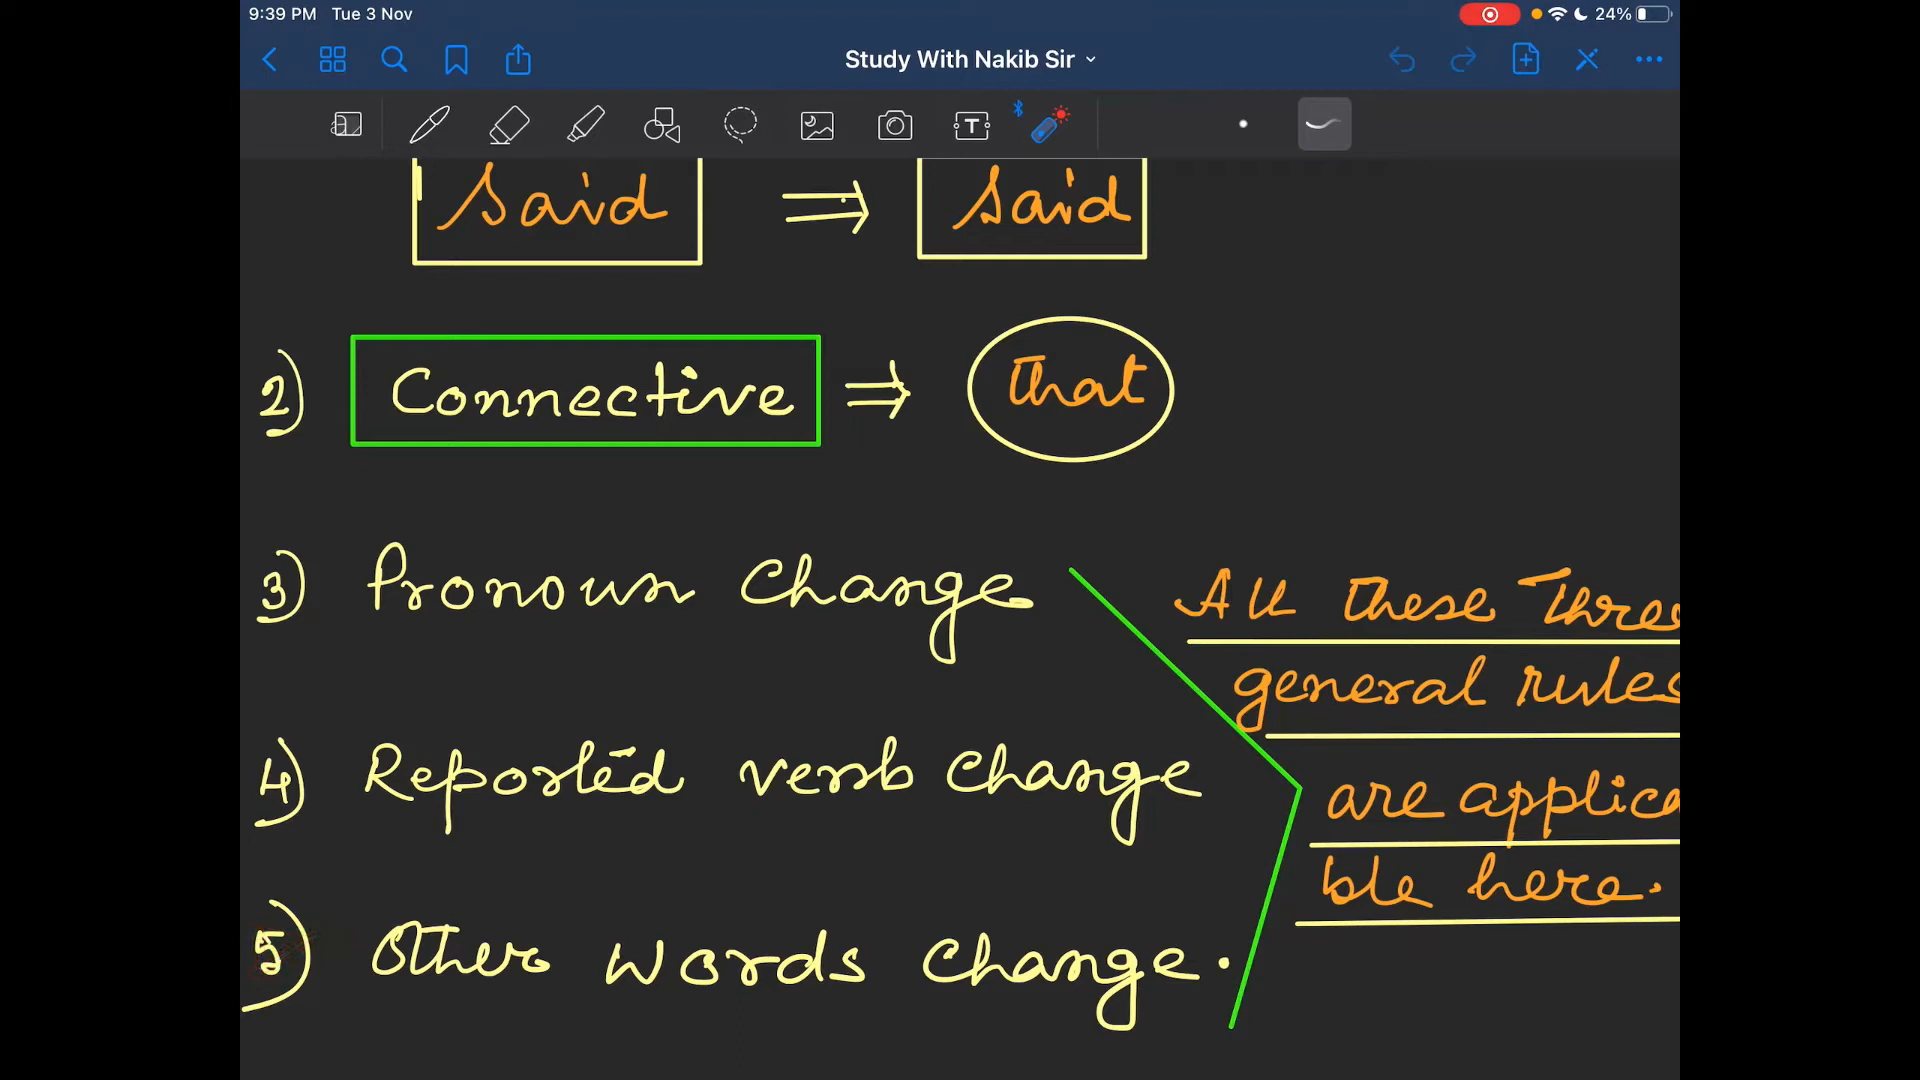 9:39 PM Tue 3 Nov
24%
Study With Nakib Sir
Said ⇒ Said
2) Connective ⇒ that
3) Pronoun Change
All these three
general rules
4) Reported verb change
are applica
ble here.
5) Other words change.